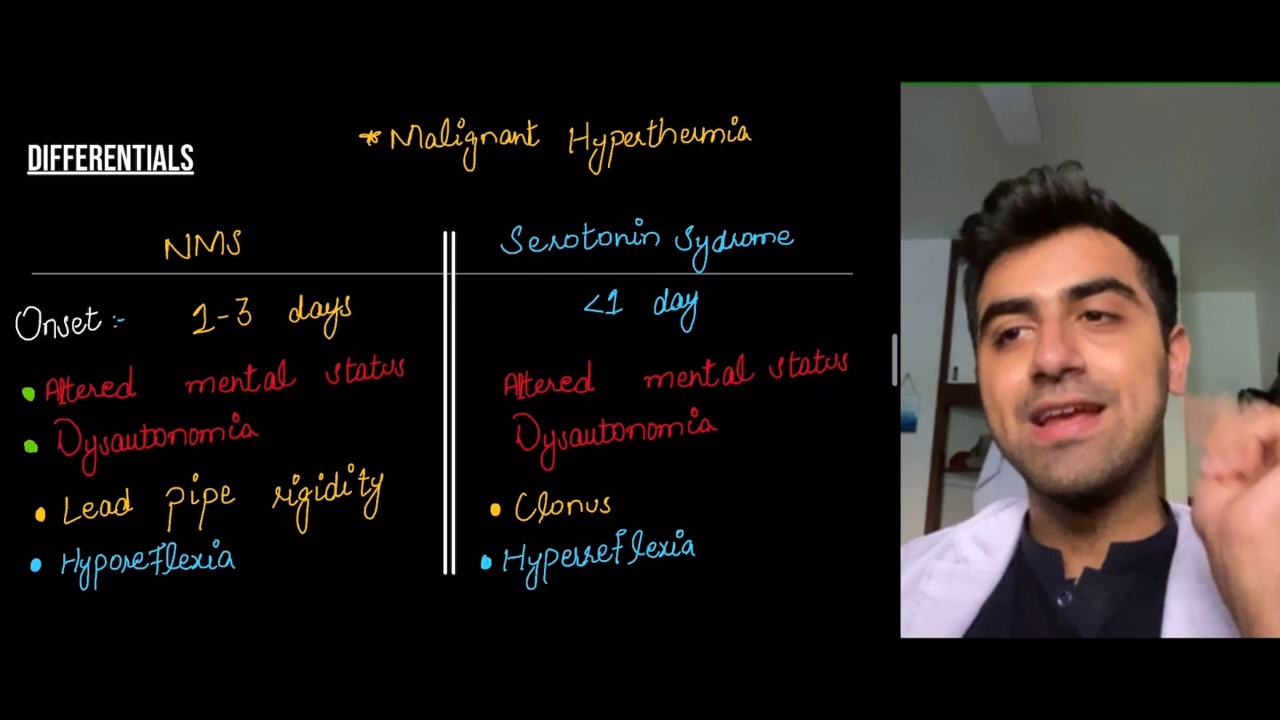 * Malignant Hyperthermia
DIFFERENTIALS
NMS
Serotonin Sydrome
Onset :- 1-3 days
<1 day
• Altered mental status
Altered mental status
• Dysautonomia
Dysautonomia
• Lead pipe rigidity
• Clonus
• Hyporeflexia
• Hyperreflexia